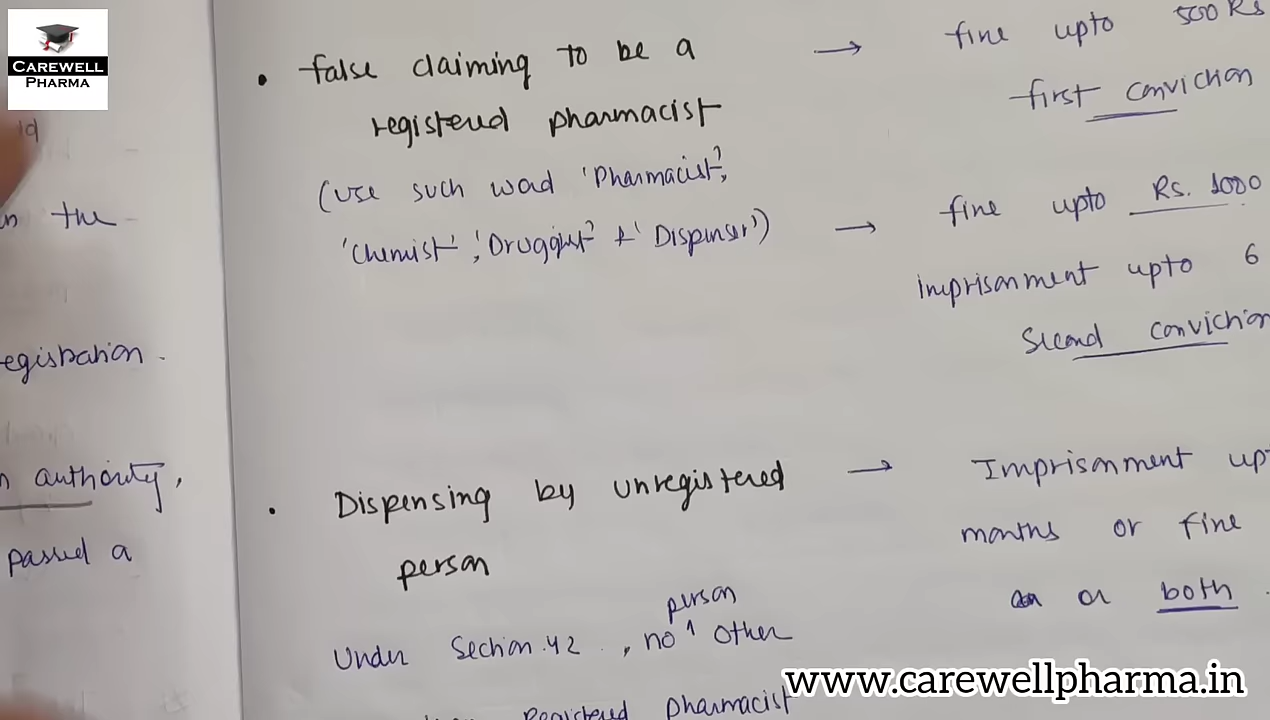 CAREWELL
PHARMA
n the
egistration.
n authority,
passed a
• false claiming to be a → fine upto 500 Rs
registered pharmacist first conviction
(use such word 'Pharmacist',
'Chemist', 'Druggist' & 'Dispenser') → fine upto Rs. 1000
imprisonment upto 6
Second conviction
• Dispensing by unregistered → Imprisonment upt
person months or fine
or both.
person
Under Section.42, no ^ other
Registered pharmacist
www.carewellpharma.in